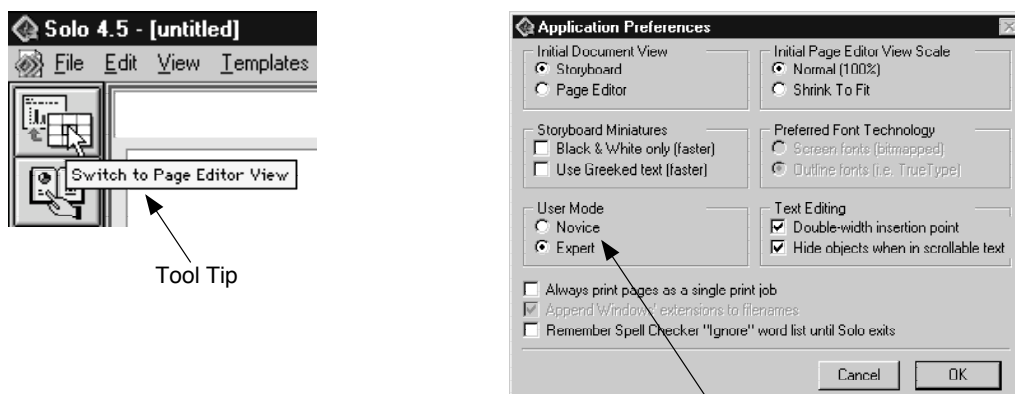 Solo 4.5 - [untitled]
File Edit View Templates
Switch to Page Editor View
Tool Tip
Application Preferences
Initial Document View
Storyboard
Page Editor
Initial Page Editor View Scale
Normal (100%)
Shrink To Fit
Storyboard Miniatures
Black & White only (faster)
Use Greeked text (faster)
Preferred Font Technology
Screen fonts (bitmapped)
Outline fonts (i.e. TrueType)
User Mode
Novice
Expert
Text Editing
Double-width insertion point
Hide objects when in scrollable text
Always print pages as a single print job
Append Windows' extensions to filenames
Remember Spell Checker "Ignore" word list until Solo exits
Cancel OK